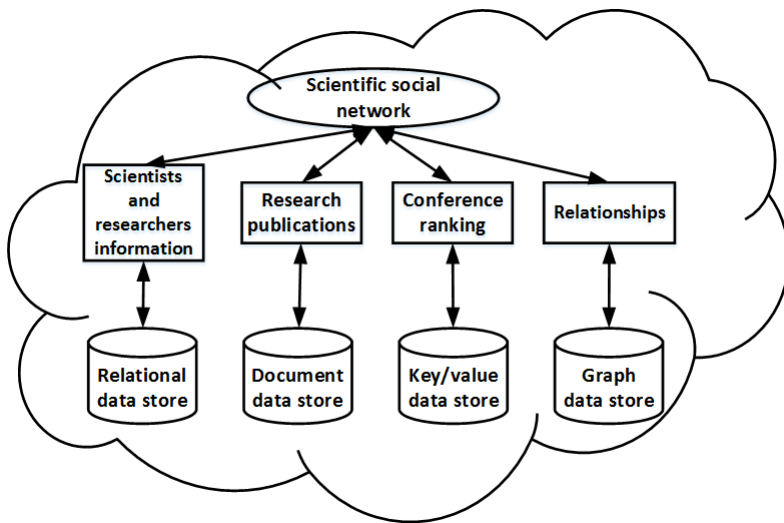 Scientific social
network
Scientists
and
researchers
information
Research
publications
Conference
ranking
Relationships
Relational
data store
Document
data store
Key/value
data store
Graph
data store